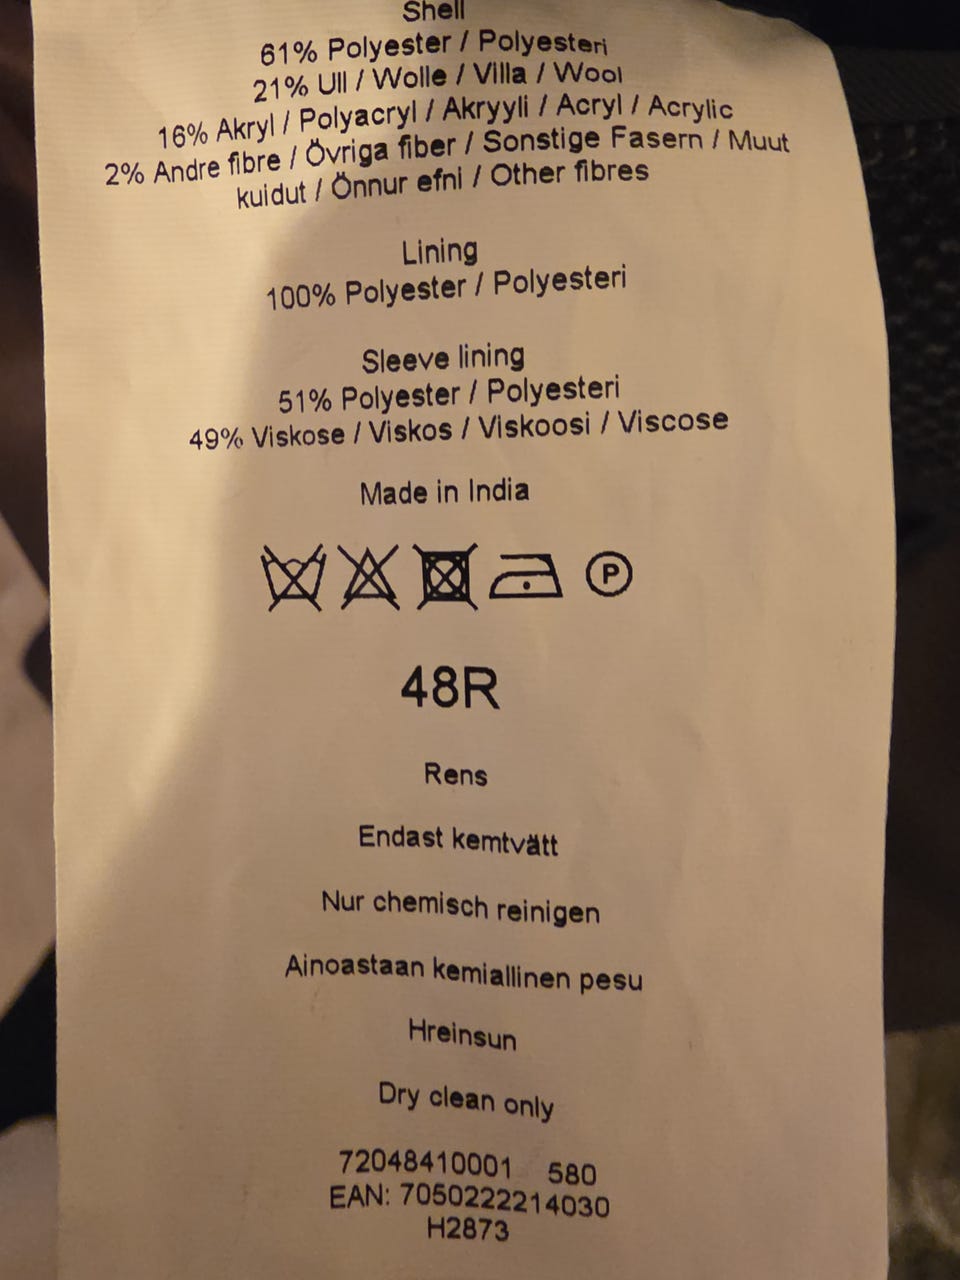 Shell
61% Polyester / Polyesteri
21% Ull / Wolle / Villa / Wool
16% Akryl / Polyacryl / Akryyli / Acryl / Acrylic
2% Andre fibre / Övriga fiber / Sonstige Fasern / Muut
kuidut / Önnur efni / Other fibres
Lining
100% Polyester / Polyesteri
Sleeve lining
51% Polyester / Polyesteri
49% Viskose / Viskos / Viskoosi / Viscose
Made in India
P
48R
Rens
Endast kemtvätt
Nur chemisch reinigen
Ainoastaan kemiallinen pesu
Hreinsun
Dry clean only
72048410001 580
EAN: 7050222214030
H2873